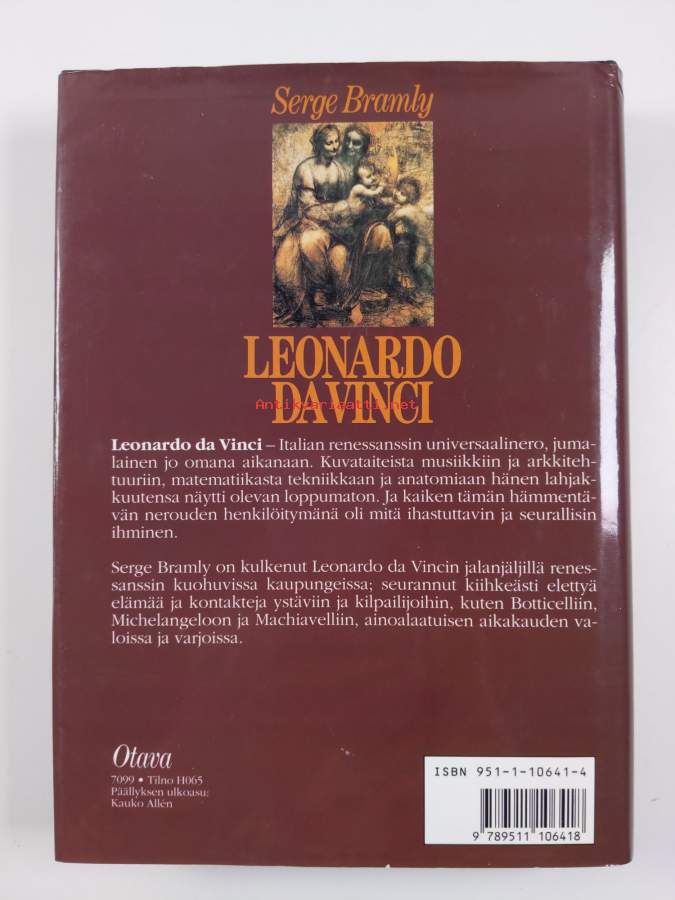 Serge Bramly
LEONARDO
DA VINCI
Antikvariaatti.net
Leonardo da Vinci – Italian renessanssin universaalinero, juma-
lainen jo omana aikanaan. Kuvataiteista musiikkiin ja arkkiteh-
tuuriin, matematiikasta tekniikkaan ja anatomiaan hänen lahjak-
kuutensa näytti olevan loppumaton. Ja kaiken tämän hämmentä-
vän nerouden henkilöitymänä oli mitä ihastuttavin ja seurallisin
ihminen.
Serge Bramly on kulkenut Leonardo da Vincin jalanjäljillä renes-
sanssin kuohuvissa kaupungeissa; seurannut kiihkeästi elettyä
elämää ja kontakteja ystäviin ja kilpailijoihin, kuten Botticelliin,
Michelangeloon ja Machiavelliin, ainoalaatuisen aikakauden va-
loissa ja varjoissa.
Otava
7099 • Tilno H065
Päällyksen ulkoasu:
Kauko Allén
ISBN 951-1-10641-4
9 789511 106418